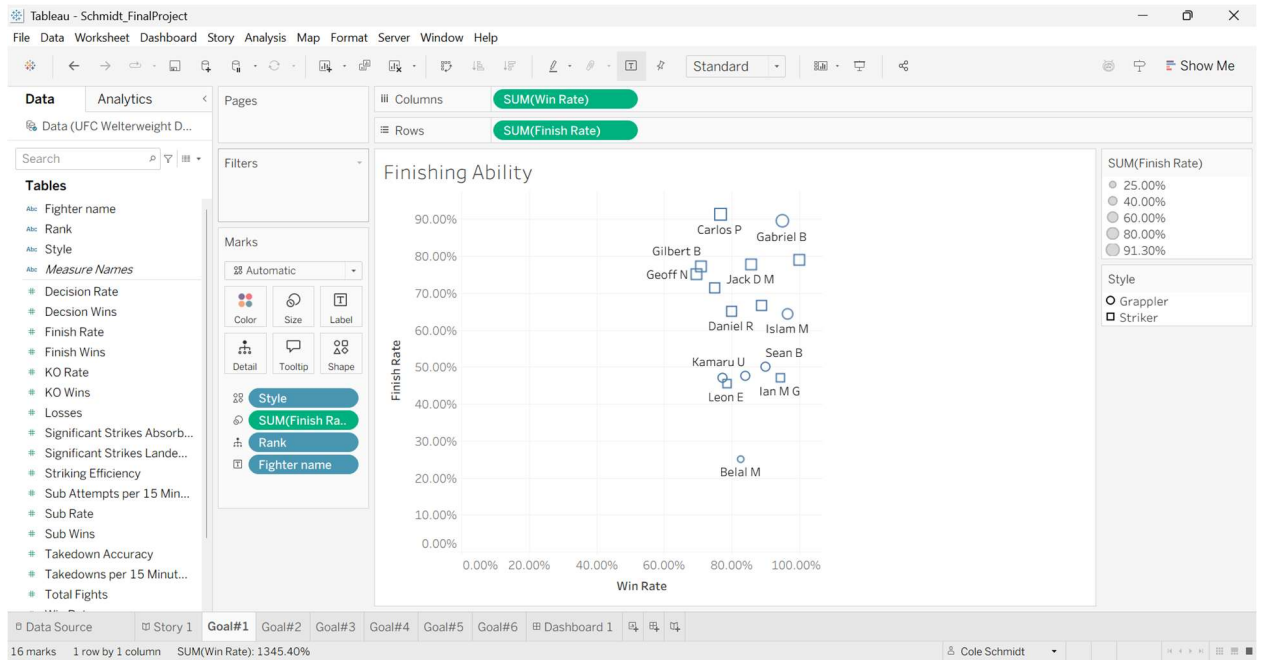 Tableau - Schmidt_FinalProject
File Data Worksheet Dashboard Story Analysis Map Format Server Window Help
Standard
Show Me
Data Analytics
Pages
iii Columns SUM(Win Rate)
Data (UFC Welterweight D...
Rows SUM(Finish Rate)
Search
Filters
Finishing Ability
SUM(Finish Rate)
25.00%
40.00%
60.00%
80.00%
91.30%
Style
Grappler
Striker
Tables
Abc Fighter name
Abc Rank
Abc Style
Abc Measure Names
# Decision Rate
# Decsion Wins
# Finish Rate
# Finish Wins
# KO Rate
# KO Wins
# Losses
# Significant Strikes Absorb...
# Significant Strikes Lande...
# Striking Efficiency
# Sub Attempts per 15 Min...
# Sub Rate
# Sub Wins
# Takedown Accuracy
# Takedowns per 15 Minut...
# Total Fights
Marks
Automatic
Color Size Label
Detail Tooltip Shape
Style
SUM(Finish Ra..
Rank
Fighter name
Finish Rate
90.00%
80.00%
70.00%
60.00%
50.00%
40.00%
30.00%
20.00%
10.00%
0.00%
Carlos P
Gabriel B
Gilbert B
Geoff N
Jack D M
Daniel R
Islam M
Sean B
Kamaru U
Leon E
Ian M G
Belal M
0.00% 20.00% 40.00% 60.00% 80.00% 100.00%
Win Rate
Data Source Story 1 Goal#1 Goal#2 Goal#3 Goal#4 Goal#5 Goal#6 Dashboard 1
16 marks 1 row by 1 column SUM(Win Rate): 1345.40%
Cole Schmidt